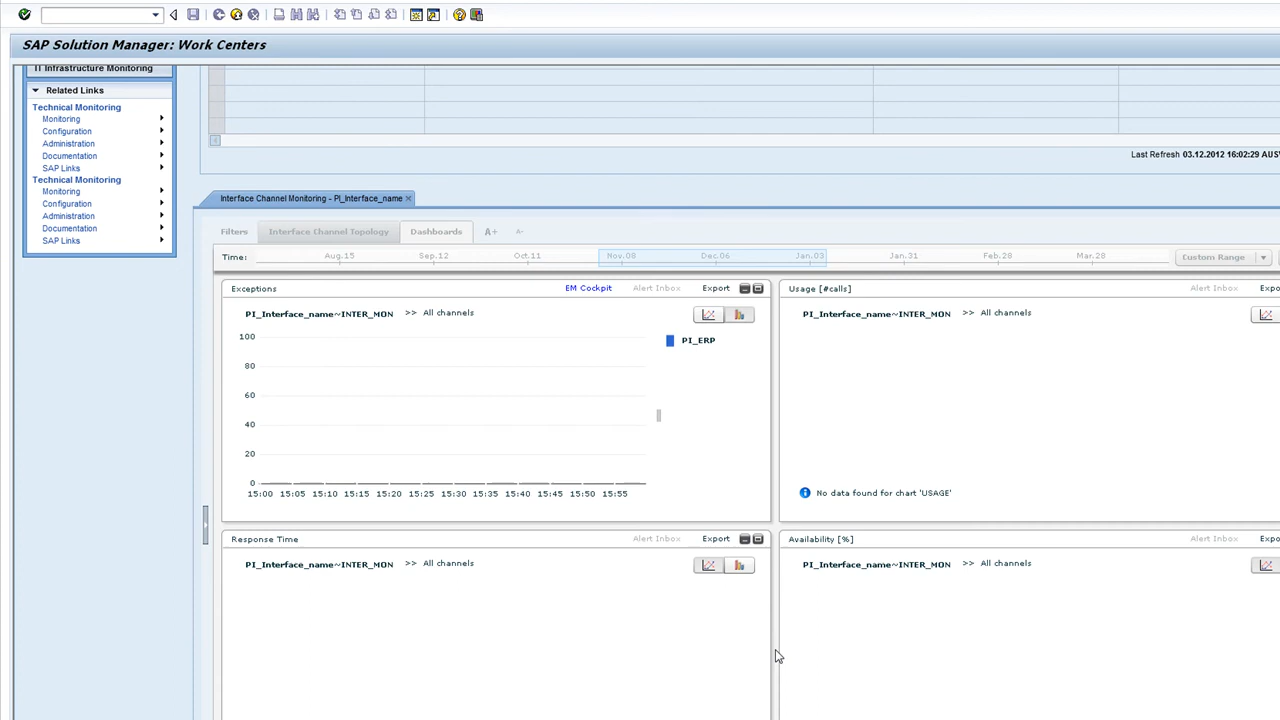 SAP Solution Manager: Work Centers
IT Infrastructure Monitoring
Related Links
Technical Monitoring
Monitoring
Configuration
Administration
Documentation
SAP Links
Technical Monitoring
Monitoring
Configuration
Administration
Documentation
SAP Links
Last Refresh 03.12.2012 16:02:29 AUSV
Interface Channel Monitoring - PI_Interface_name
Filters Interface Channel Topology Dashboards A+ A-
Time: Aug.15 Sep.12 Oct.11 Nov.08 Dec.06 Jan.03 Jan.31 Feb.28 Mar.28 Custom Range
Exceptions EM Cockpit Alert Inbox Export
PI_Interface_name~INTER_MON >> All channels
100
80
60
40
20
0
15:00 15:05 15:10 15:15 15:20 15:25 15:30 15:35 15:40 15:45 15:50 15:55
PI_ERP
Usage [#calls] Alert Inbox Expo
PI_Interface_name~INTER_MON >> All channels
No data found for chart 'USAGE'
Response Time Alert Inbox Export
PI_Interface_name~INTER_MON >> All channels
Availability [%] Alert Inbox Expo
PI_Interface_name~INTER_MON >> All channels